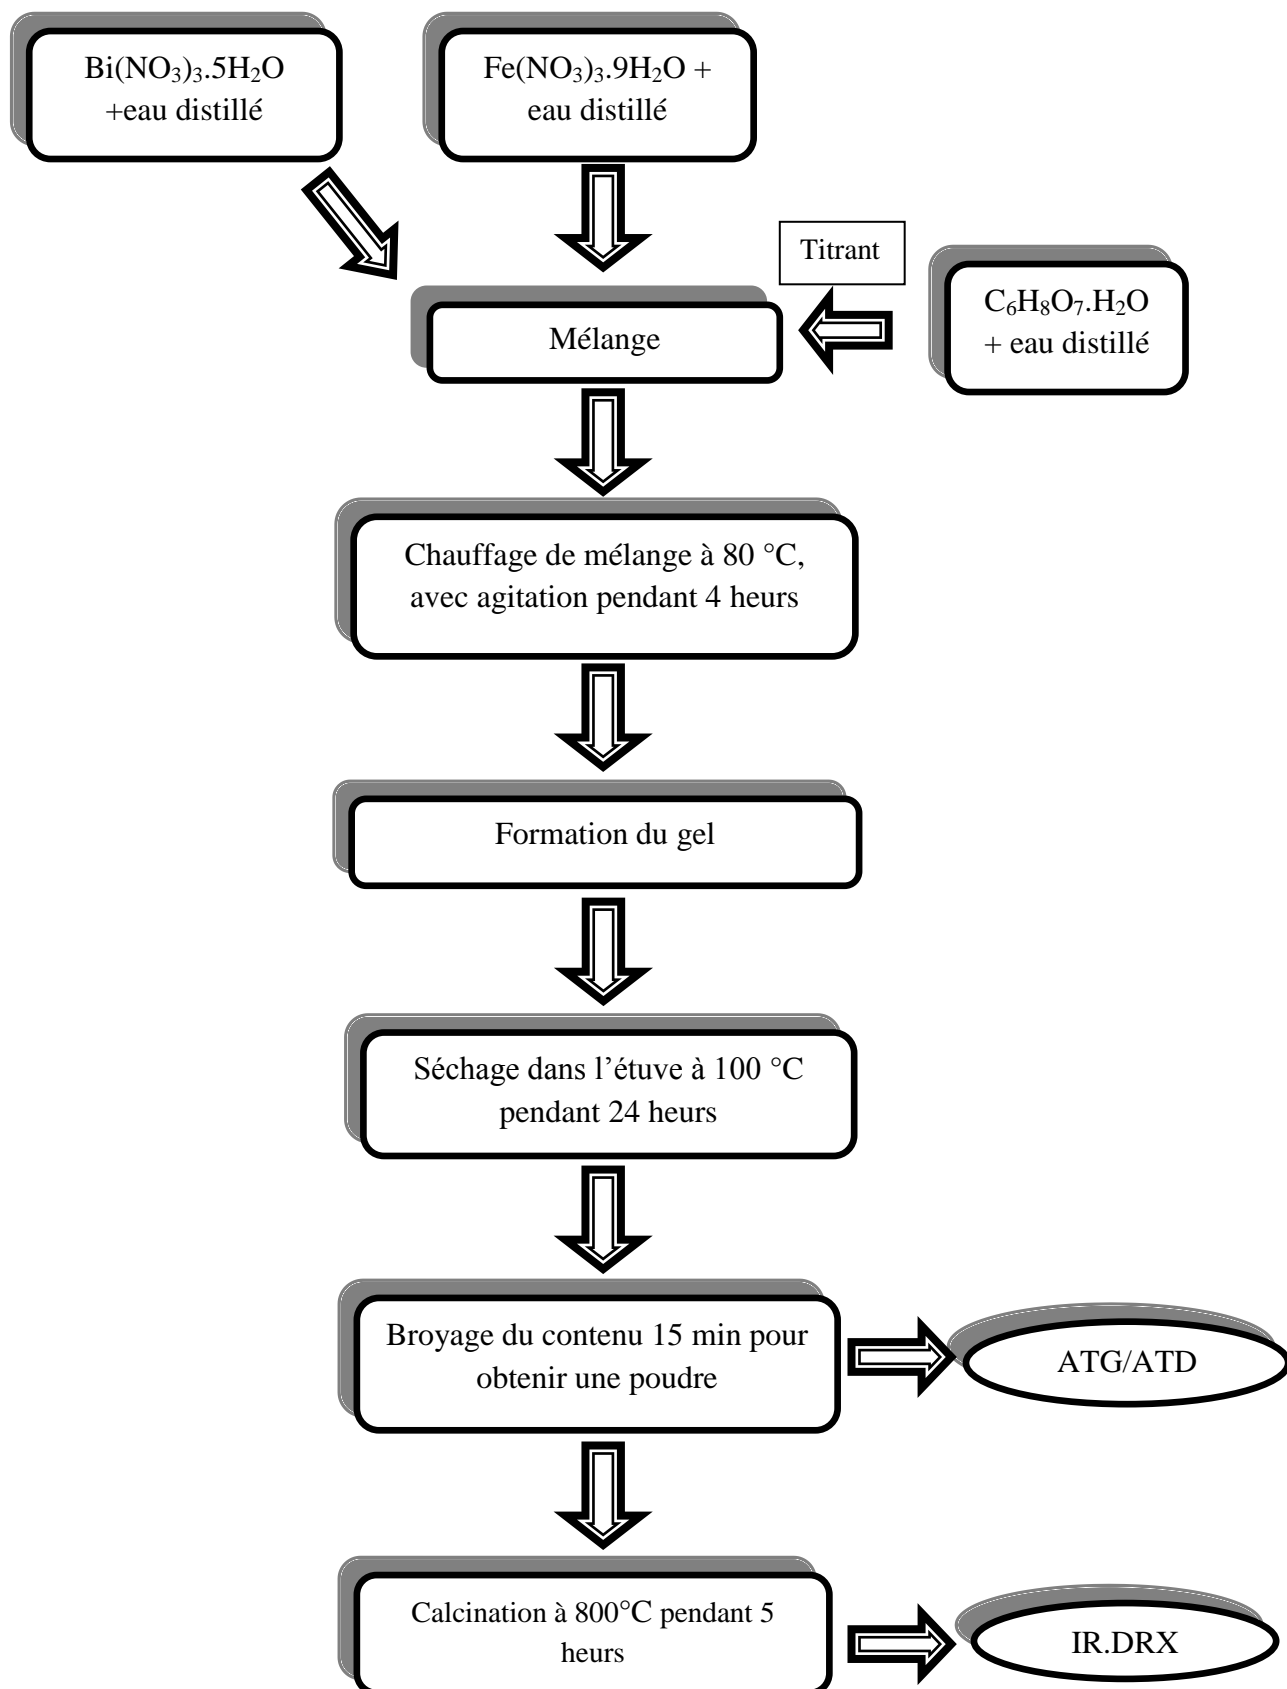 Bi(NO₃)₃.5H₂O
+eau distillé
Fe(NO₃)₃.9H₂O +
eau distillé
Titrant
C₆H₈O₇.H₂O
+ eau distillé
Mélange
Chauffage de mélange à 80 °C,
avec agitation pendant 4 heurs
Formation du gel
Séchage dans l’étuve à 100 °C
pendant 24 heurs
Broyage du contenu 15 min pour
obtenir une poudre
ATG/ATD
Calcination à 800°C pendant 5
heurs
IR.DRX